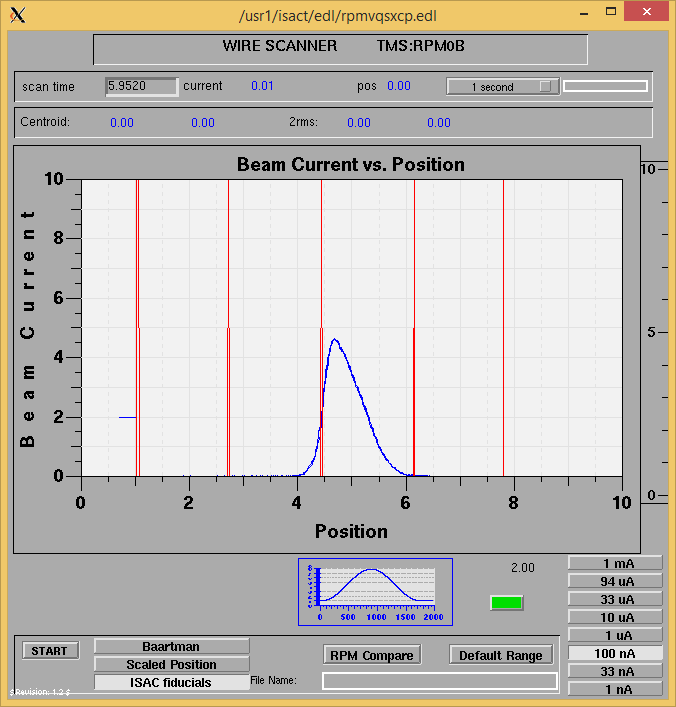 /usr1/isact/edl/rpmvqsxcp.edl
WIRE SCANNER TMS:RPM0B
scan time 5.9520 current 0.01 pos 0.00 1 second
Centroid: 0.00 0.00 2rms: 0.00 0.00
Beam Current vs. Position
10
8
6
4
2
0
Beam Current
0 2 4 6 8 10
Position
10
5
0
8
0 500 1000 1500 2000
2.00
1 mA
94 uA
33 uA
10 uA
1 uA
100 nA
33 nA
1 nA
START
Baartman
Scaled Position
ISAC fiducials
RPM Compare
Default Range
File Name:
$Revision: 1.2 $